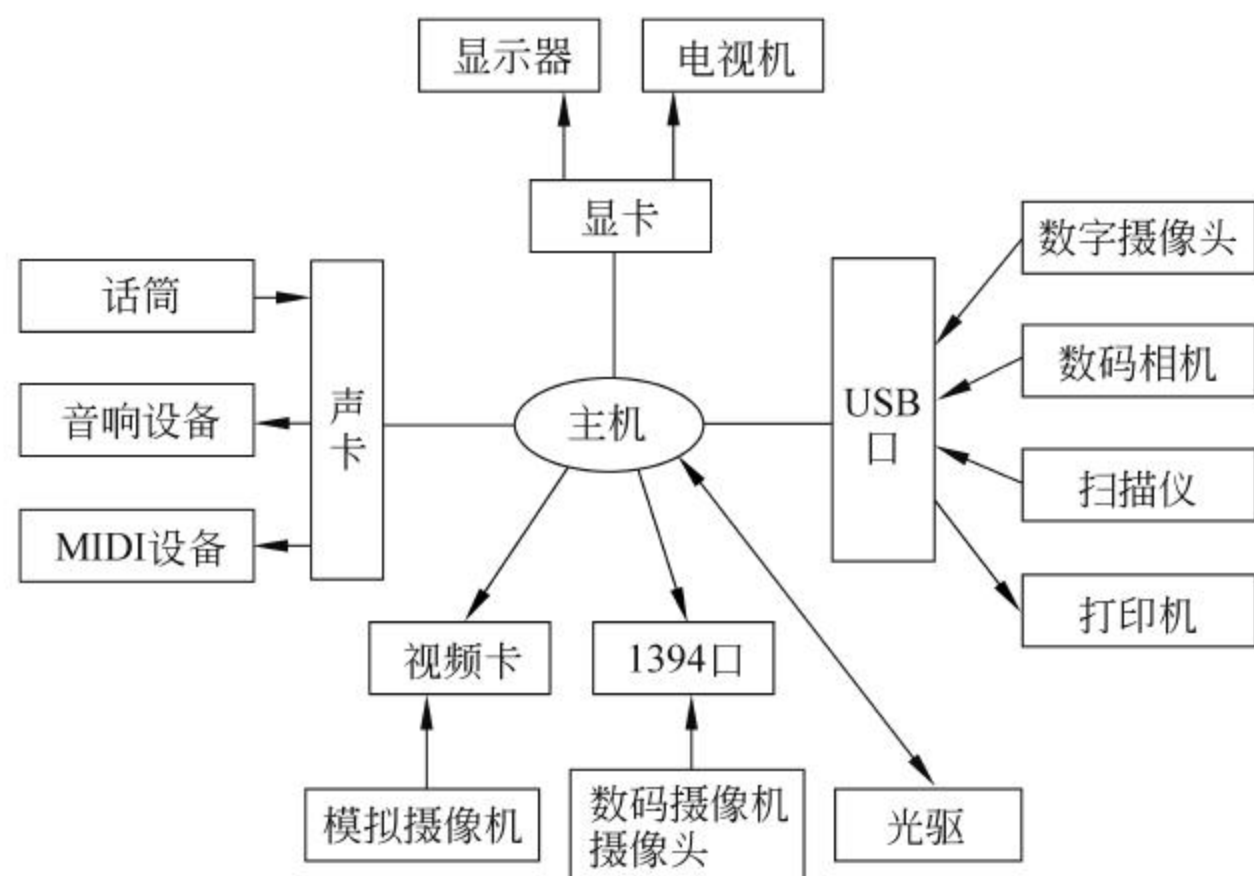 显示器
电视机
显卡
数字摄像头
话筒
数码相机
音响设备
声
卡
主机
USB
口
扫描仪
MIDI设备
打印机
视频卡
1394口
模拟摄像机
数码摄像机
摄像头
光驱